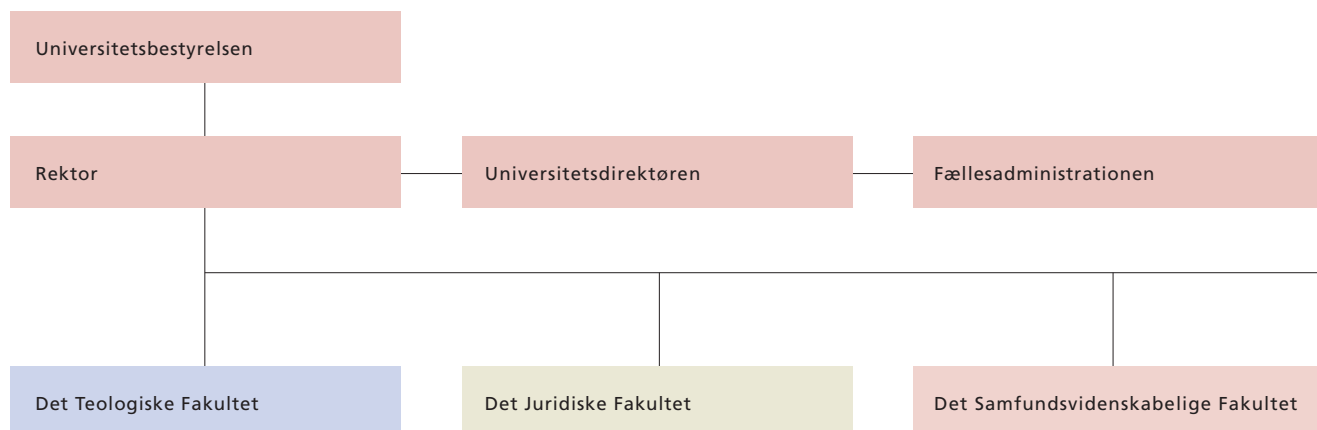 Universitetsbestyrelsen
Rektor
Universitetsdirektøren
Fællesadministrationen
Det Teologiske Fakultet
Det Juridiske Fakultet
Det Samfundsvidenskabelige Fakultet